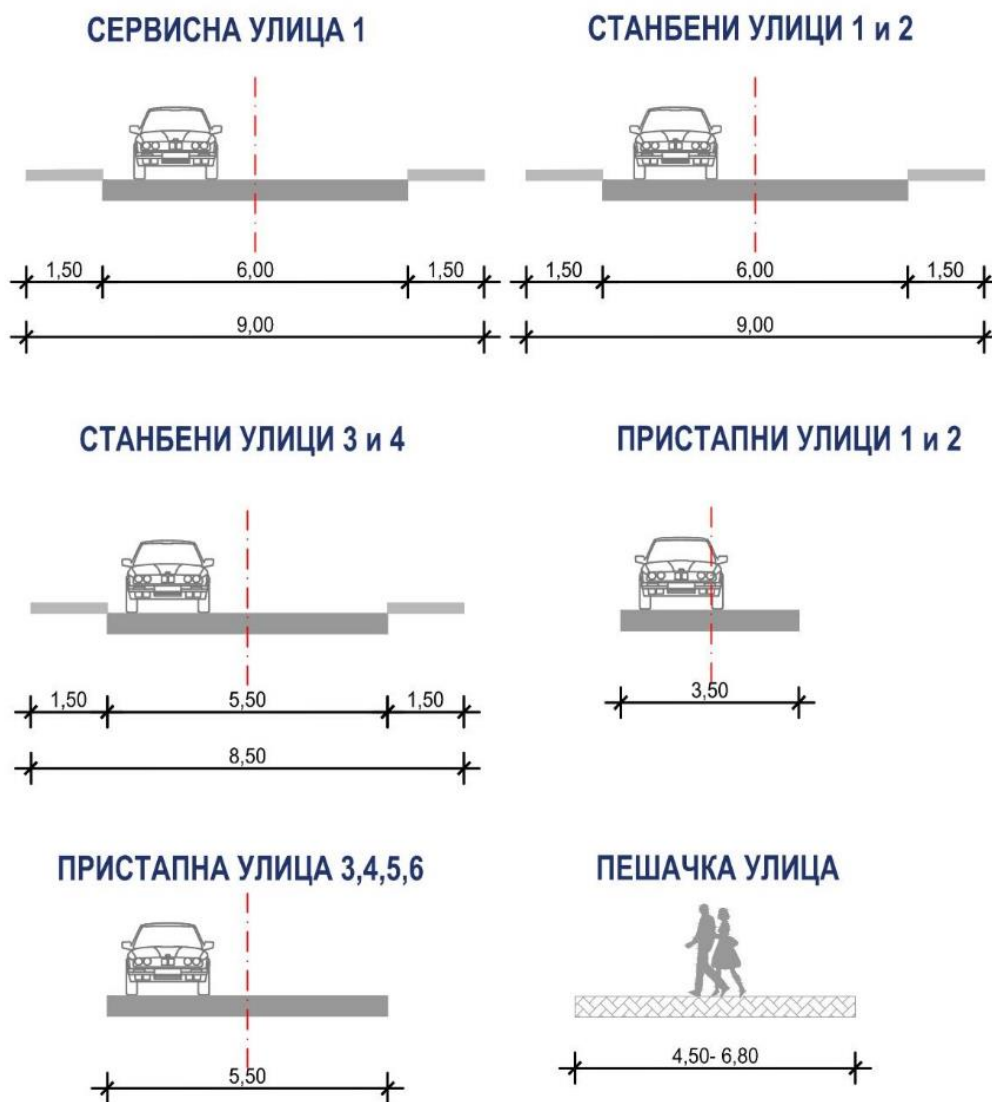 СЕРВИСНА УЛИЦА 1
1,50 6,00 1,50
9,00
СТАНБЕНИ УЛИЦИ 1 и 2
1,50 6,00 1,50
9,00
СТАНБЕНИ УЛИЦИ 3 и 4
1,50 5,50 1,50
8,50
ПРИСТАПНИ УЛИЦИ 1 и 2
3,50
ПРИСТАПНА УЛИЦА 3,4,5,6
5,50
ПЕШАЧКА УЛИЦА
4,50- 6,80